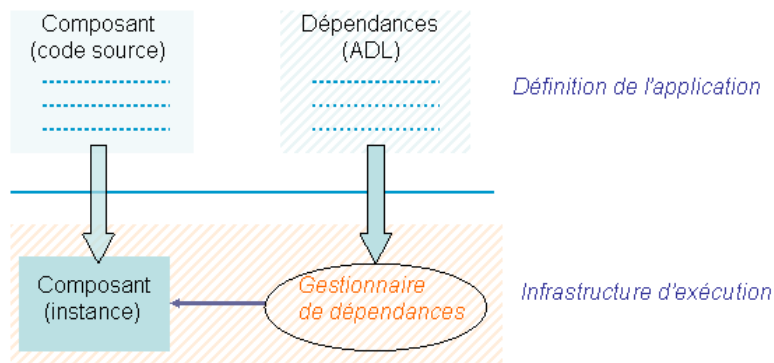 Composant
(code source)
Dépendances
(ADL)
Définition de l'application
Composant
(instance)
Gestionnaire
de dépendances
Infrastructure d'exécution